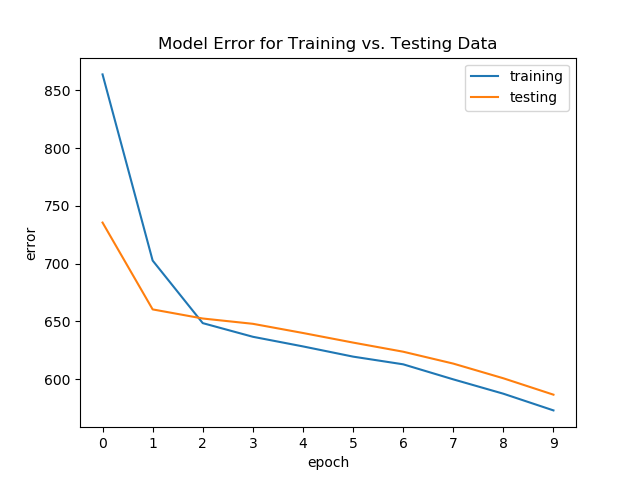 Model Error for Training vs. Testing Data
training
testing
error
850
800
750
700
650
600
0 1 2 3 4 5 6 7 8 9
epoch